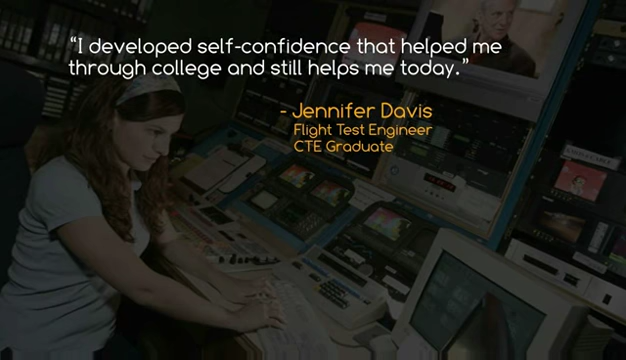 “I developed self-confidence that helped me
through college and still helps me today.”
- Jennifer Davis
Flight Test Engineer
CTE Graduate